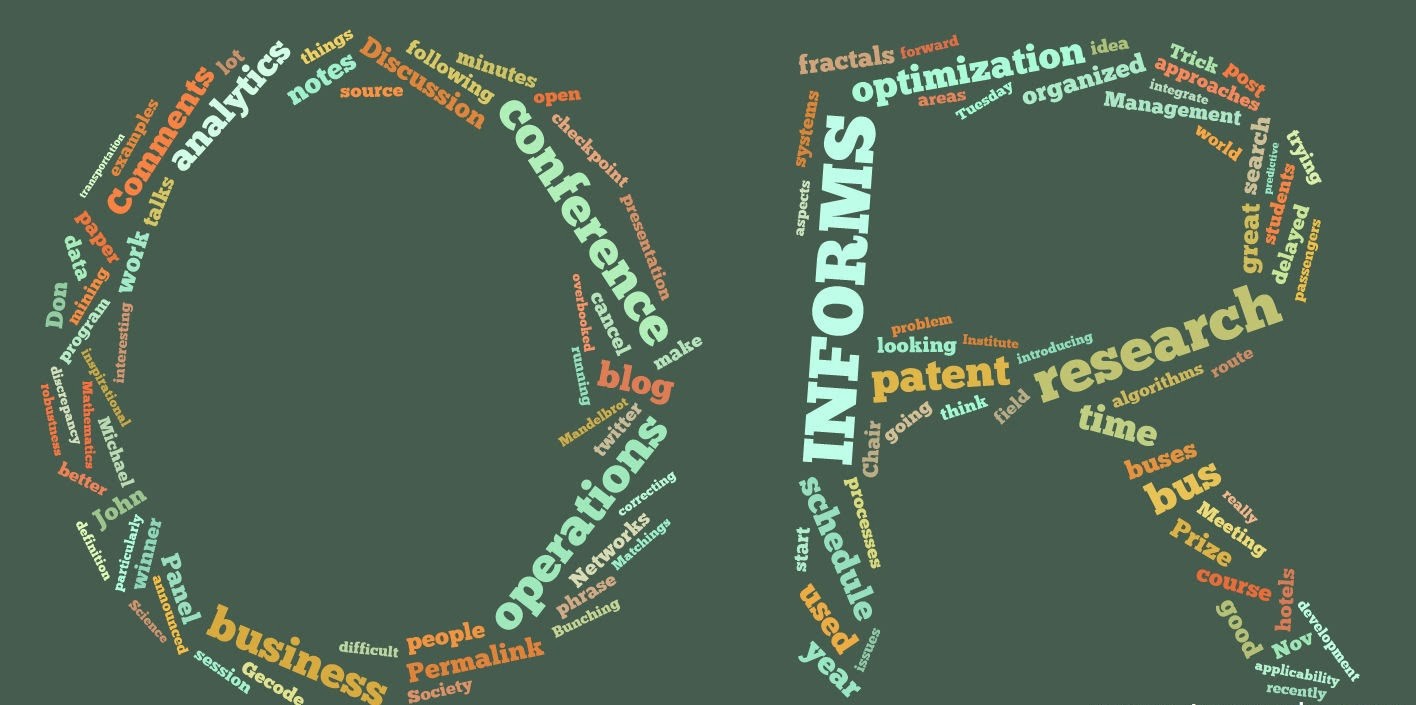 things
Discussion
following
minutes
lot
analytics
notes
source
open
Comments
conference
checkpoint
examples
transportation
talks
presentation
paper
work
data
Don
mining
program
interesting
overbooked
cancel
make
inspirational
running
blog
discrepancy
robustness
Mathematics
Michael
Mandelbrot
twitter
better
John
operations
correcting
definition
particularly
winner
Networks
Matchings
Panel
announced
Science
phrase
Bunching
business
difficult
people
Permalink
session
Gecode
Society
fractals
forward
optimization
idea
organized
areas
Tuesday
Trick
post
approaches
integrate
Management
systems
aspects
INFORMS
world
search
predictive
trying
students
great
delayed
passengers
problem
looking
Institute
introducing
research
patent
algorithms
route
going
think
field
Chair
time
schedule
processes
start
used
year
issues
buses
bus
really
Meeting
Prize
course
hotels
good
Nov
development
applicability
recently